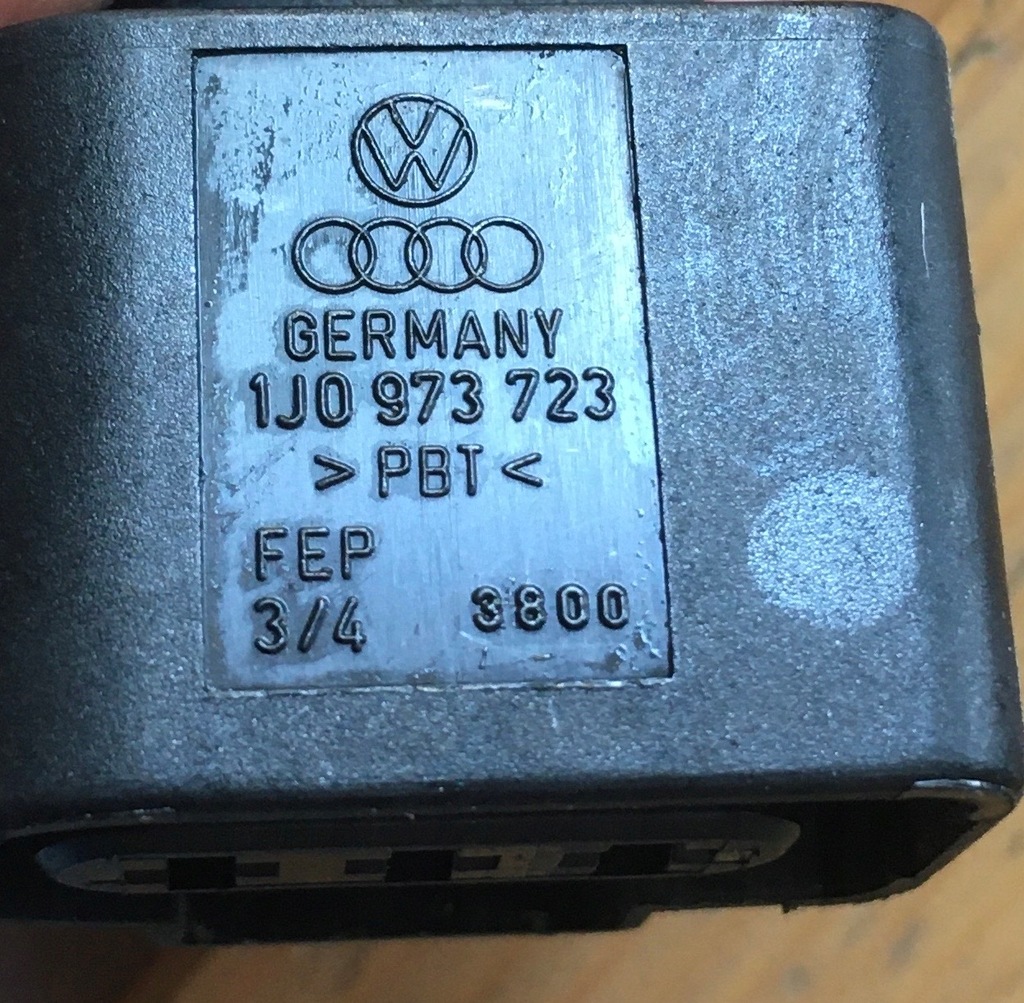 GERMANY
1J0 973 723
> PBT <
FEP
3/4 3800